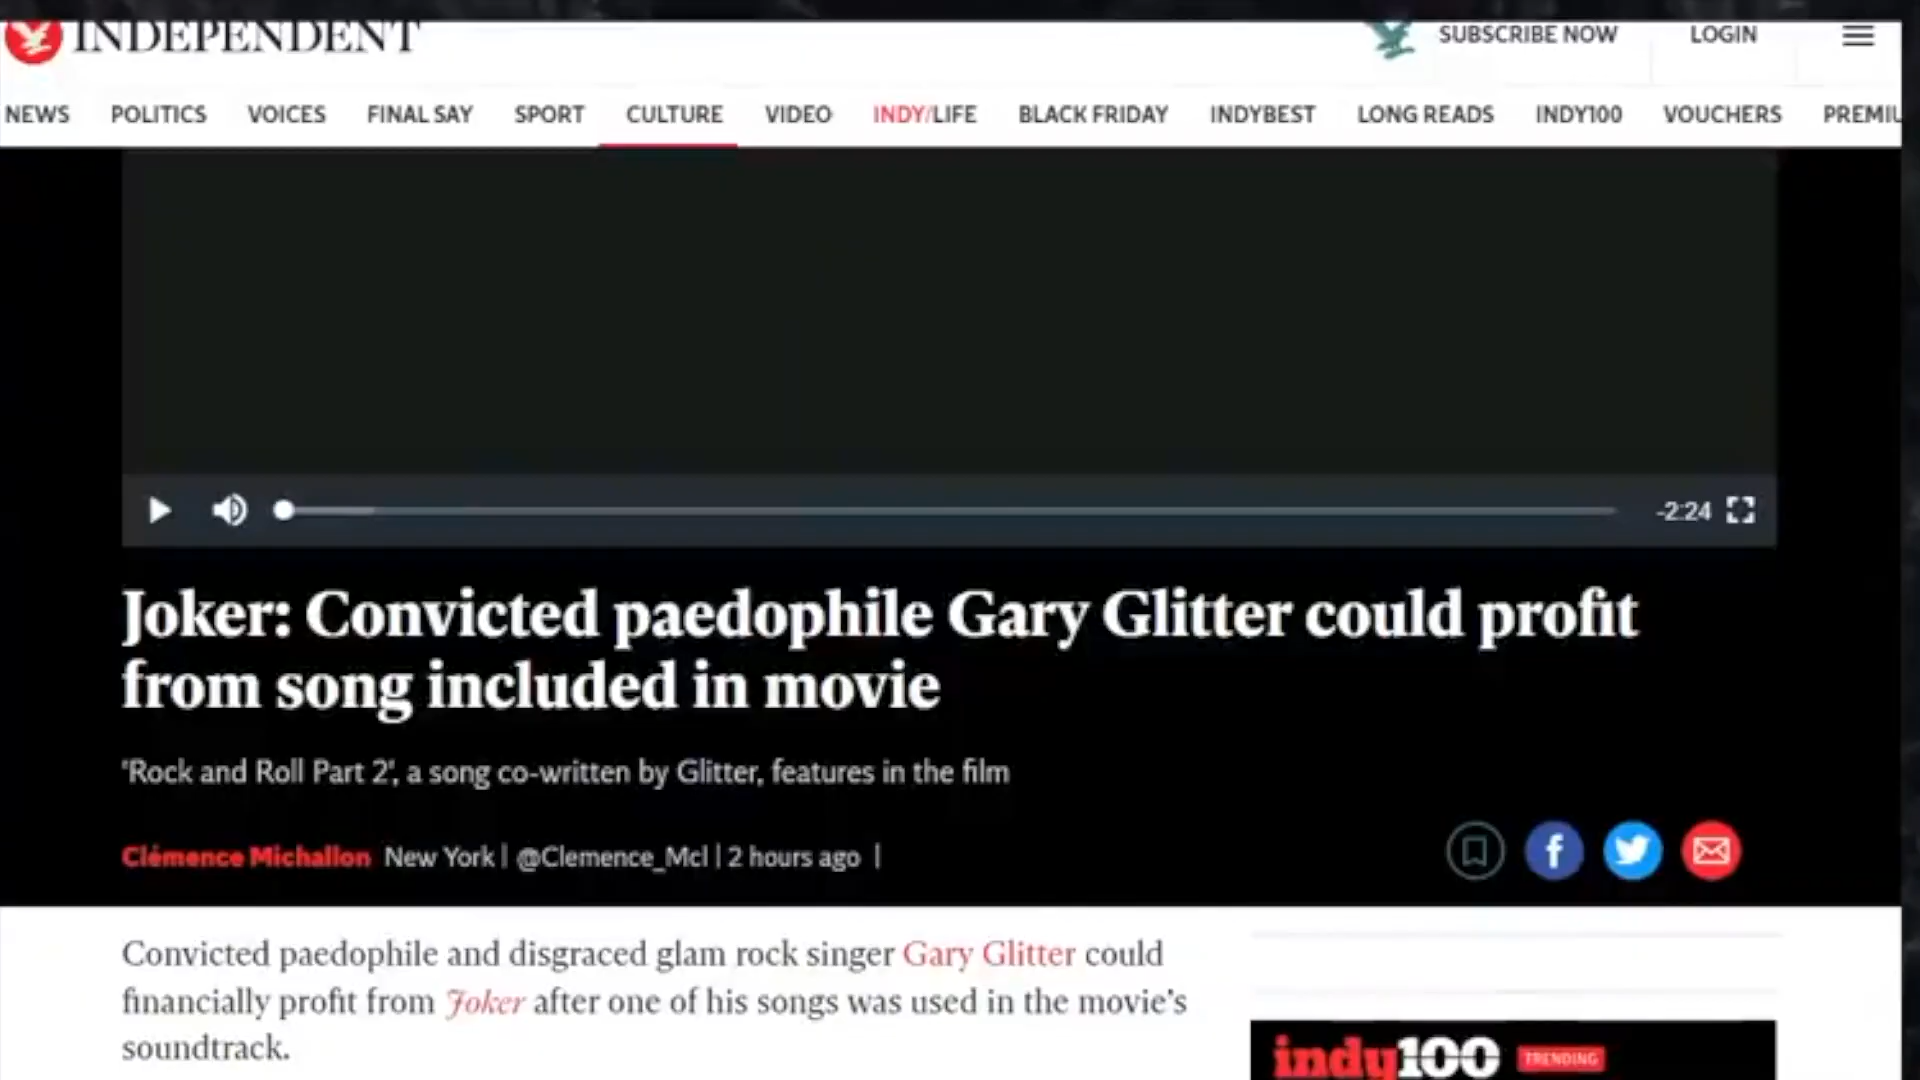 INDEPENDENT
SUBSCRIBE NOW
LOGIN
NEWS POLITICS VOICES FINAL SAY SPORT CULTURE VIDEO INDY/LIFE BLACK FRIDAY INDYBEST LONG READS INDY100 VOUCHERS PREMIU
-2:24
Joker: Convicted paedophile Gary Glitter could profit
from song included in movie
'Rock and Roll Part 2', a song co-written by Glitter, features in the film
Clémence Michallon New York | @Clemence_Mcl | 2 hours ago |
Convicted paedophile and disgraced glam rock singer Gary Glitter could
financially profit from Joker after one of his songs was used in the movie's
soundtrack.
indy100 TRENDING